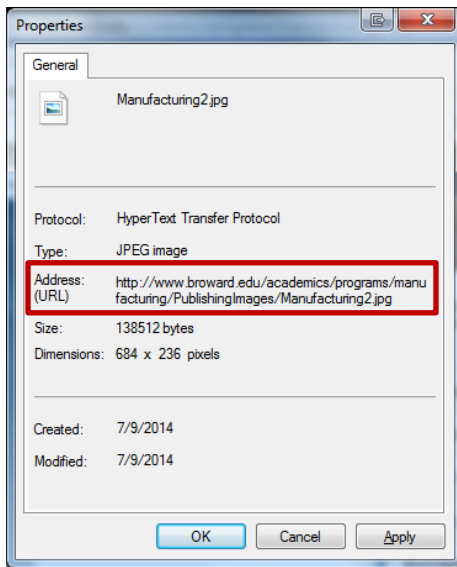 Properties
General
Manufacturing2.jpg
Protocol: HyperText Transfer Protocol
Type: JPEG image
Address: http://www.broward.edu/academics/programs/manu
(URL) facturing/PublishingImages/Manufacturing2.jpg
Size: 138512 bytes
Dimensions: 684 x 236 pixels
Created: 7/9/2014
Modified: 7/9/2014
OK Cancel Apply